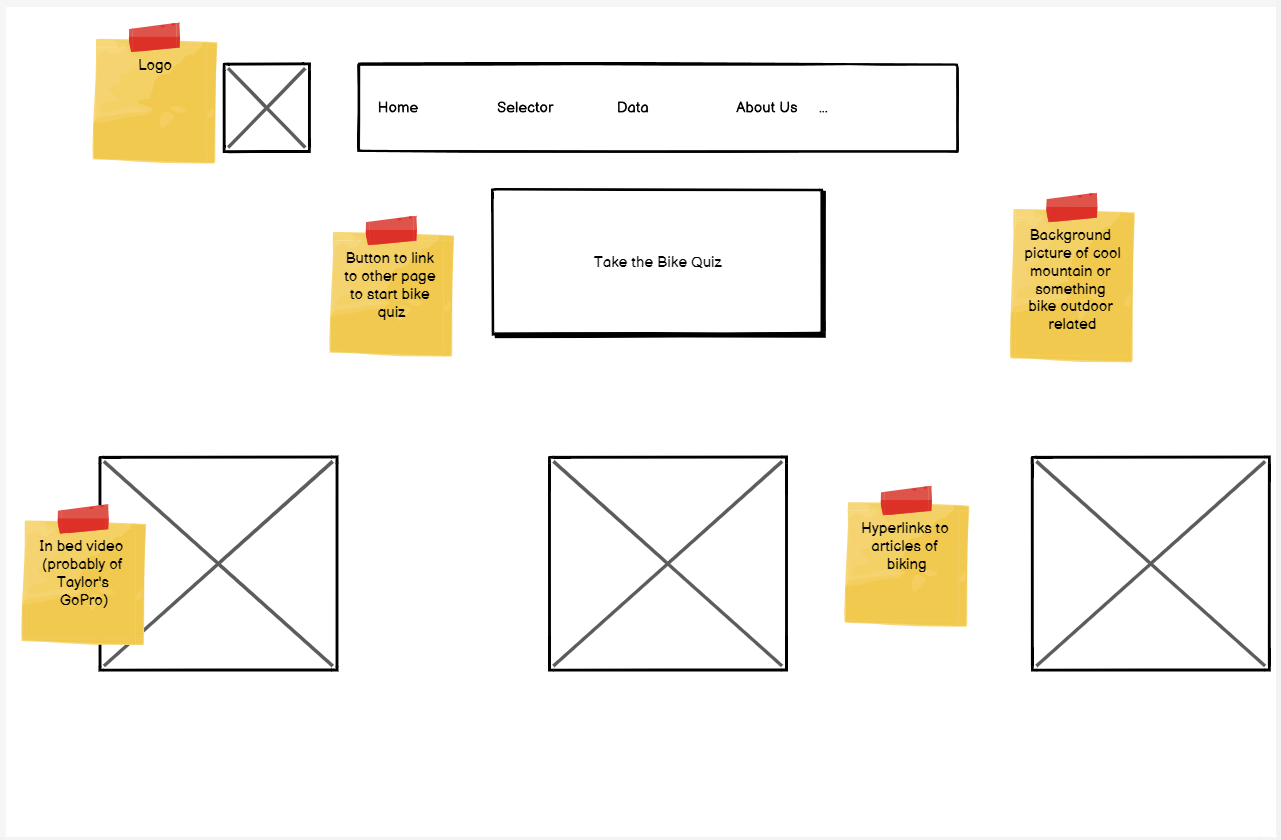 Logo
Home Selector Data About Us ...
Take the Bike Quiz
Button to link
to other page
to start bike
quiz
Background
picture of cool
mountain or
something
bike outdoor
related
In bed video
(probably of
Taylor's
GoPro)
Hyperlinks to
articles of
biking